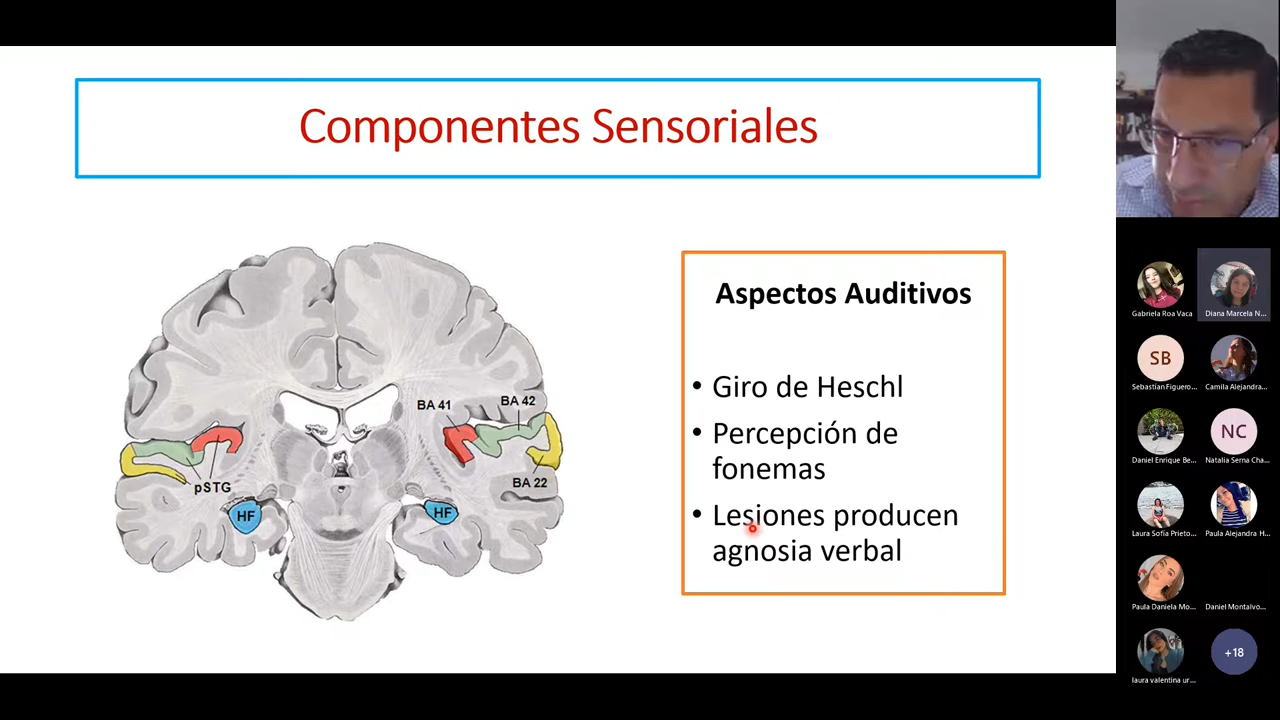 Componentes Sensoriales
BA 41
BA 42
pSTG
BA 22
HF
HF
Aspectos Auditivos
• Giro de Heschl
• Percepción de
fonemas
• Lesiones producen
agnosia verbal
Gabriela Roa Vaca
Diana Marcela N...
SB
Sebastian Figuero...
Camila Alejandra...
Daniel Enrique Be...
NC
Natalia Serna Cha...
Laura Sofía Prieto...
Paula Alejandra H...
Paula Daniela Mo...
Daniel Montalvo...
laura valentina ur...
+18